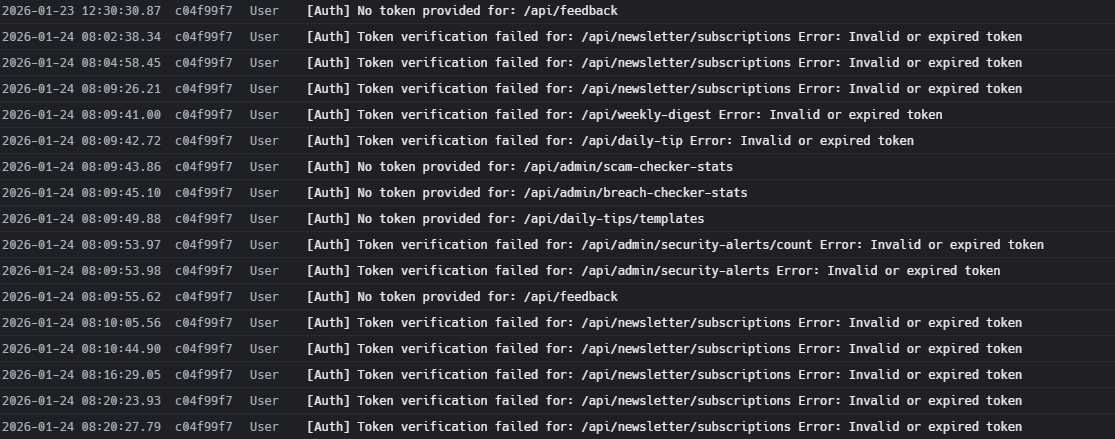 2026-01-23 12:30:30.87 c04f99f7 User [Auth] No token provided for: /api/feedback
2026-01-24 08:02:38.34 c04f99f7 User [Auth] Token verification failed for: /api/newsletter/subscriptions Error: Invalid or expired token
2026-01-24 08:04:58.45 c04f99f7 User [Auth] Token verification failed for: /api/newsletter/subscriptions Error: Invalid or expired token
2026-01-24 08:09:26.21 c04f99f7 User [Auth] Token verification failed for: /api/newsletter/subscriptions Error: Invalid or expired token
2026-01-24 08:09:41.00 c04f99f7 User [Auth] Token verification failed for: /api/weekly-digest Error: Invalid or expired token
2026-01-24 08:09:42.72 c04f99f7 User [Auth] Token verification failed for: /api/daily-tip Error: Invalid or expired token
2026-01-24 08:09:43.86 c04f99f7 User [Auth] No token provided for: /api/admin/scam-checker-stats
2026-01-24 08:09:45.10 c04f99f7 User [Auth] No token provided for: /api/admin/breach-checker-stats
2026-01-24 08:09:49.88 c04f99f7 User [Auth] No token provided for: /api/daily-tips/templates
2026-01-24 08:09:53.97 c04f99f7 User [Auth] Token verification failed for: /api/admin/security-alerts/count Error: Invalid or expired token
2026-01-24 08:09:53.98 c04f99f7 User [Auth] Token verification failed for: /api/admin/security-alerts Error: Invalid or expired token
2026-01-24 08:09:55.62 c04f99f7 User [Auth] No token provided for: /api/feedback
2026-01-24 08:10:05.56 c04f99f7 User [Auth] Token verification failed for: /api/newsletter/subscriptions Error: Invalid or expired token
2026-01-24 08:10:44.90 c04f99f7 User [Auth] Token verification failed for: /api/newsletter/subscriptions Error: Invalid or expired token
2026-01-24 08:16:29.05 c04f99f7 User [Auth] Token verification failed for: /api/newsletter/subscriptions Error: Invalid or expired token
2026-01-24 08:20:23.93 c04f99f7 User [Auth] Token verification failed for: /api/newsletter/subscriptions Error: Invalid or expired token
2026-01-24 08:20:27.79 c04f99f7 User [Auth] Token verification failed for: /api/newsletter/subscriptions Error: Invalid or expired token